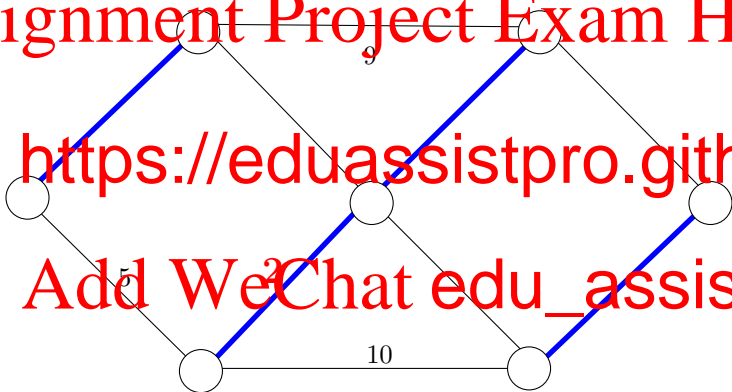 ignment Project Exam H
9
https://eduassistpro.gith
5
2
Add WeChat edu_assis
10